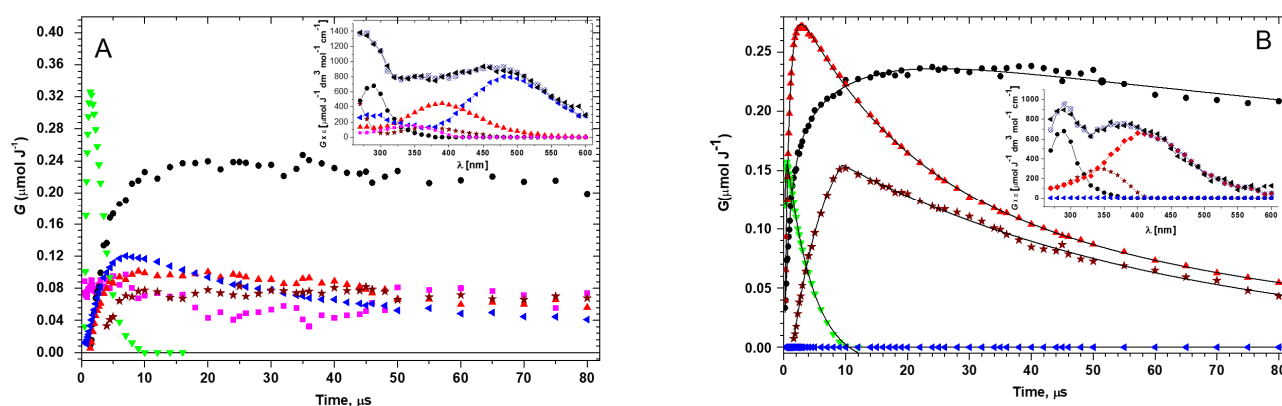 A
G (μmol J⁻¹)
0.40
0.36
0.32
0.28
0.24
0.20
0.16
0.12
0.08
0.04
0.00
0 10 20 30 40 50 60 70 80
Time, μs
G x ε [μmol J⁻¹ dm³ mol⁻¹ cm⁻¹]
1400
1200
1000
800
600
400
200
0
300 350 400 450 500 550 600
λ [nm]
B
G(μmol J⁻¹)
0.25
0.20
0.15
0.10
0.05
0.00
0 10 20 30 40 50 60 70 80
Time, μs
G x ε [μmol J⁻¹ dm³ mol⁻¹ cm⁻¹]
1000
800
600
400
200
0
300 350 400 450 500 550 600
λ [nm]